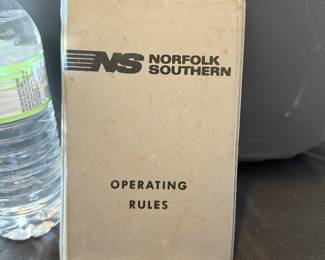 NS NORFOLK
SOUTHERN
OPERATING
RULES